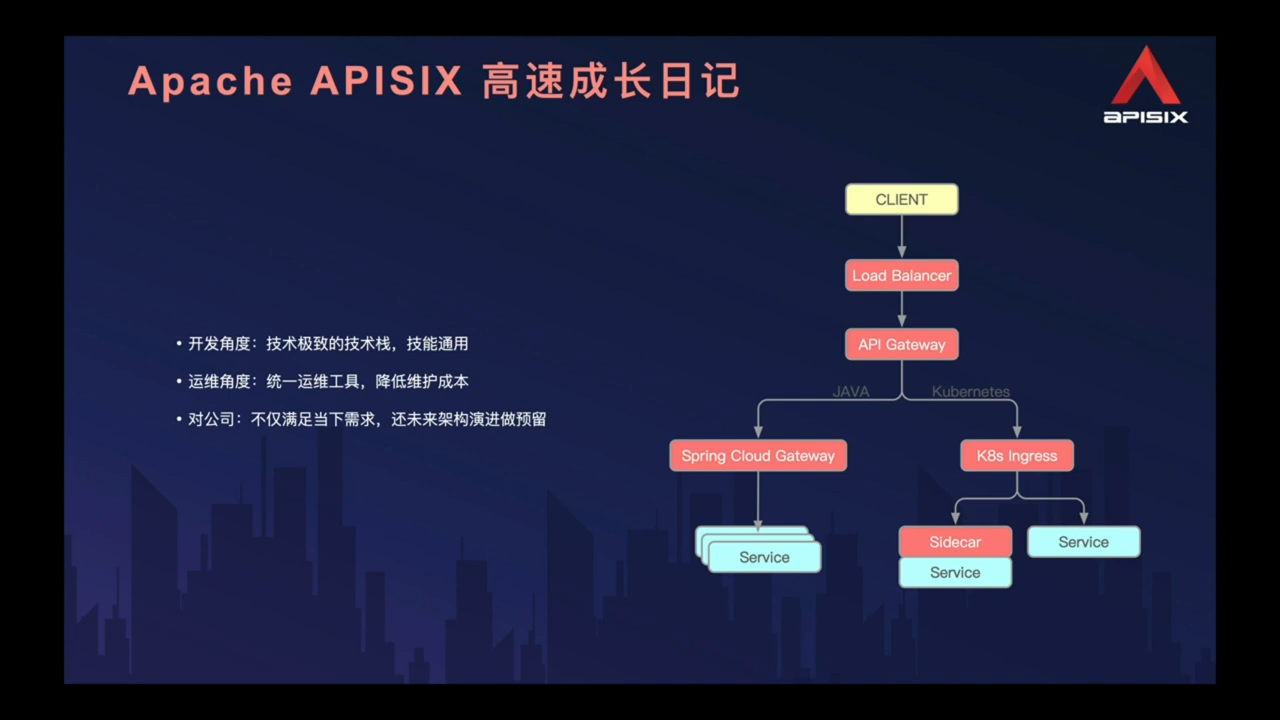 Apache APISIX 高速成长日记
APISIX
• 开发角度：技术极致的技术栈，技能通用
• 运维角度：统一运维工具，降低维护成本
• 对公司：不仅满足当下需求，还未来架构演进做预留
CLIENT
Load Balancer
API Gateway
JAVA
Kubernetes
Spring Cloud Gateway
K8s Ingress
Service
Sidecar
Service
Service